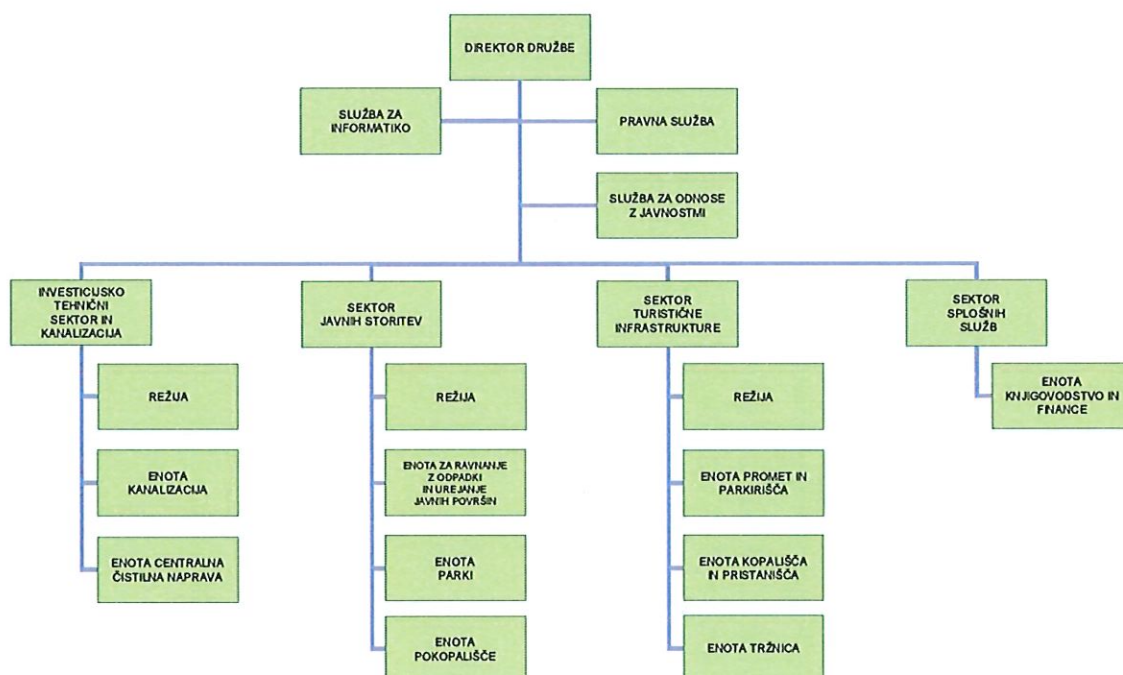 DIREKTOR DRUŽBE
SLUŽBA ZA
INFORMATIKO
PRAVNA SLUŽBA
SLUŽBA ZA ODNOSE
Z JAVNOSTMI
INVESTICIJSKO
TEHNIČNI
SEKTOR IN
KANALIZACIJA
REŽIJA
ENOTA
KANALIZACIJA
ENOTA CENTRALNA
ČISTILNA NAPRAVA
SEKTOR
JAVNIH STORITEV
REŽIJA
ENOTA ZA RAVNANJE
Z ODPADKI
IN UREJANJE
JAVNIH POVRŠIN
ENOTA
PARKI
ENOTA
POKOPALIŠČE
SEKTOR
TURISTIČNE
INFRASTRUKTURE
REŽIJA
ENOTA PROMET IN
PARKIRIŠČA
ENOTA KOPALIŠČA
IN PRISTANIŠČA
ENOTA TRŽNICA
SEKTOR
SPLOŠNIH
SLUŽB
ENOTA
KNJIGOVODSTVO IN
FINANCE